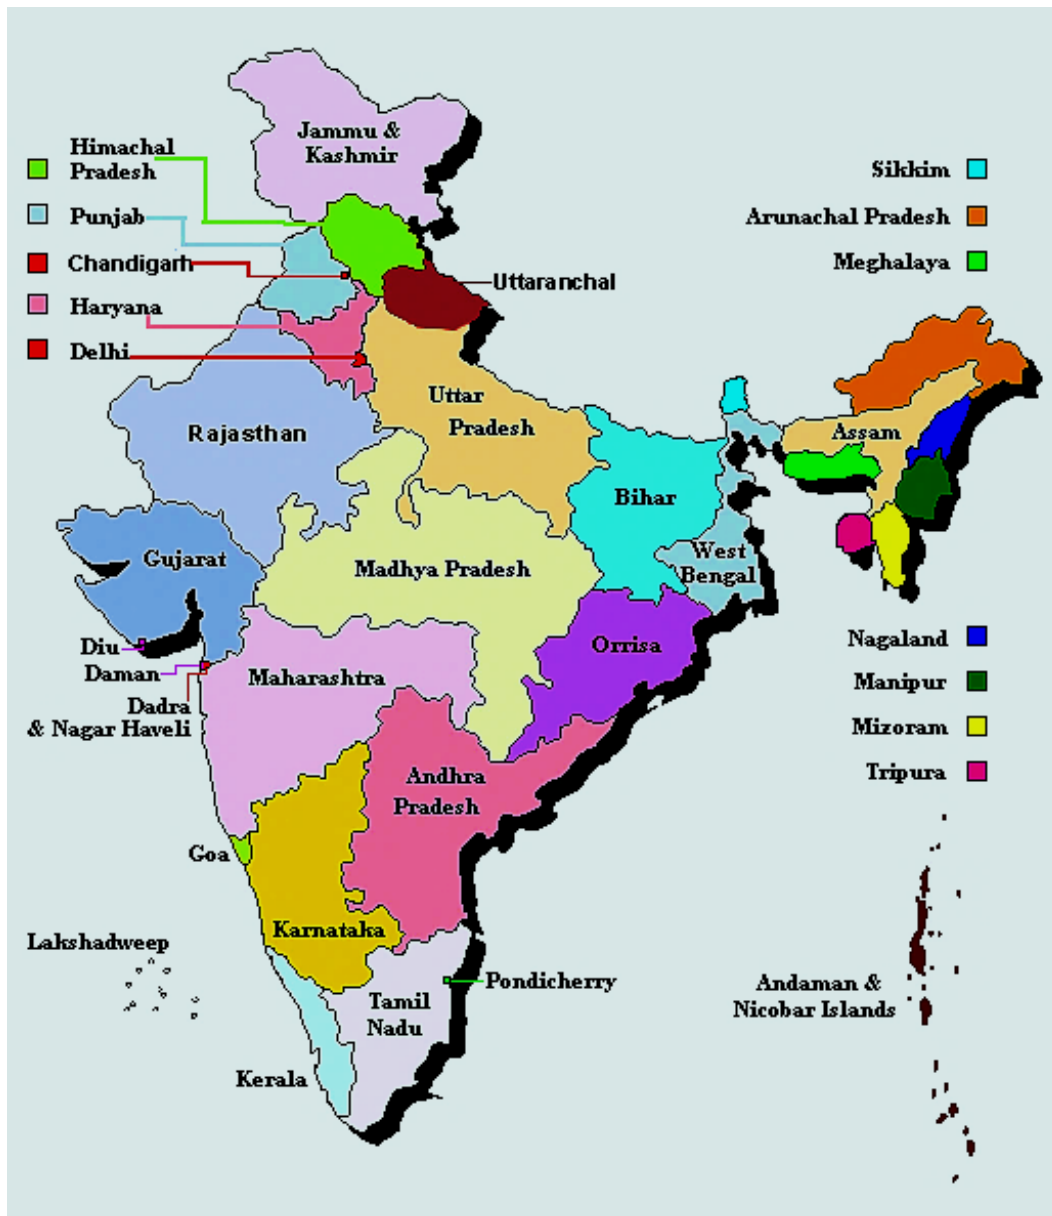 Jammu &
Kashmir
Himachal
Pradesh
Punjab
Chandigarh
Haryana
Delhi
Sikkim
Arunachal Pradesh
Meghalaya
Uttaranchal
Uttar
Pradesh
Rajasthan
Assam
Bihar
West
Bengal
Gujarat
Madhya Pradesh
Diu
Daman
Dadra
& Nagar Haveli
Maharashtra
Orrisa
Nagaland
Manipur
Mizoram
Tripura
Andhra
Pradesh
Goa
Karnataka
Lakshadweep
Pondicherry
Tamil
Nadu
Kerala
Andaman &
Nicobar Islands